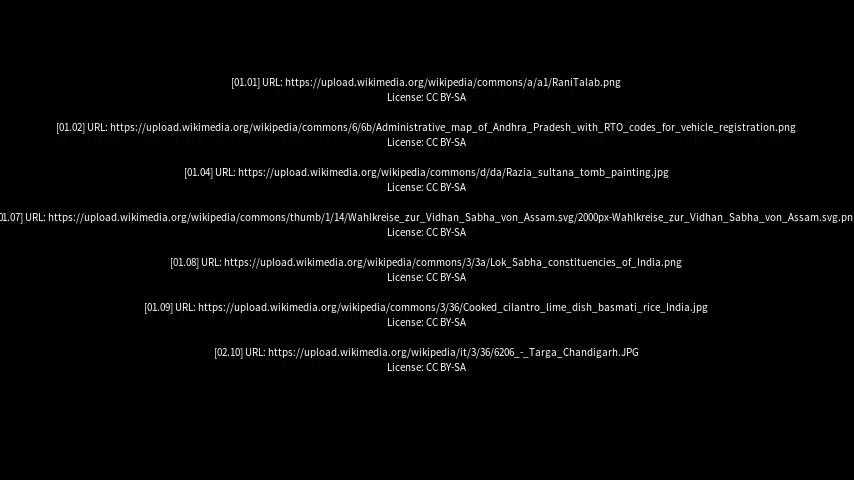 [01.01] URL: https://upload.wikimedia.org/wikipedia/commons/a/a1/RaniTalab.png
License: CC BY-SA
[01.02] URL: https://upload.wikimedia.org/wikipedia/commons/6/6b/Administrative_map_of_Andhra_Pradesh_with_RTO_codes_for_vehicle_registration.png
License: CC BY-SA
[01.04] URL: https://upload.wikimedia.org/wikipedia/commons/d/da/Razia_sultana_tomb_painting.jpg
License: CC BY-SA
01.07] URL: https://upload.wikimedia.org/wikipedia/commons/thumb/1/14/Wahlkreise_zur_Vidhan_Sabha_von_Assam.svg/2000px-Wahlkreise_zur_Vidhan_Sabha_von_Assam.svg.pn
License: CC BY-SA
[01.08] URL: https://upload.wikimedia.org/wikipedia/commons/3/3a/Lok_Sabha_constituencies_of_India.png
License: CC BY-SA
[01.09] URL: https://upload.wikimedia.org/wikipedia/commons/3/36/Cooked_cilantro_lime_dish_basmati_rice_India.jpg
License: CC BY-SA
[02.10] URL: https://upload.wikimedia.org/wikipedia/it/3/36/6206_-_Targa_Chandigarh.JPG
License: CC BY-SA